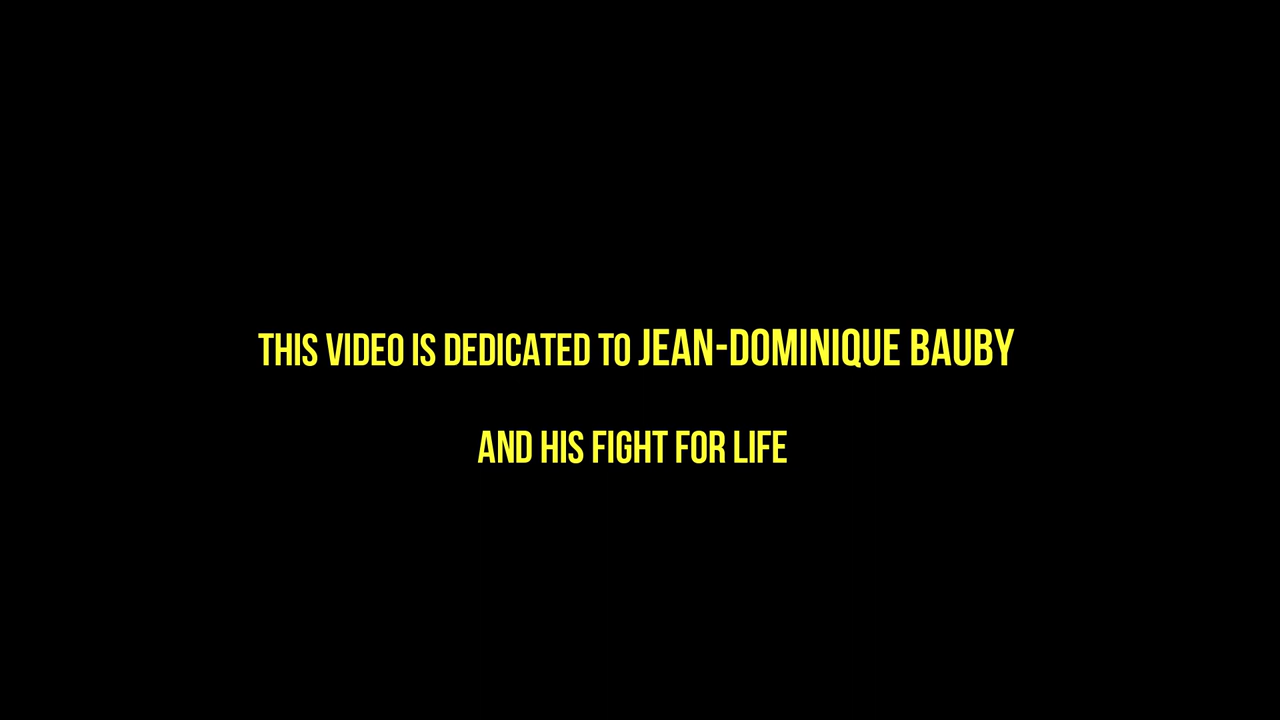 THIS VIDEO IS DEDICATED TO JEAN-DOMINIQUE BAUBY
AND HIS FIGHT FOR LIFE